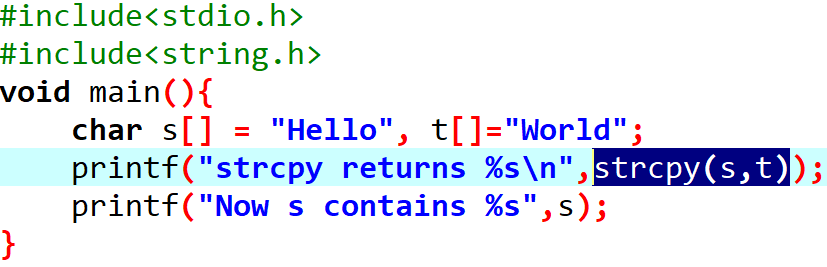 #include<stdio.h>
#include<string.h>
void main(){
    char s[] = "Hello", t[]="World";
    printf("strcpy returns %s\n",strcpy(s,t));
    printf("Now s contains %s",s);
}